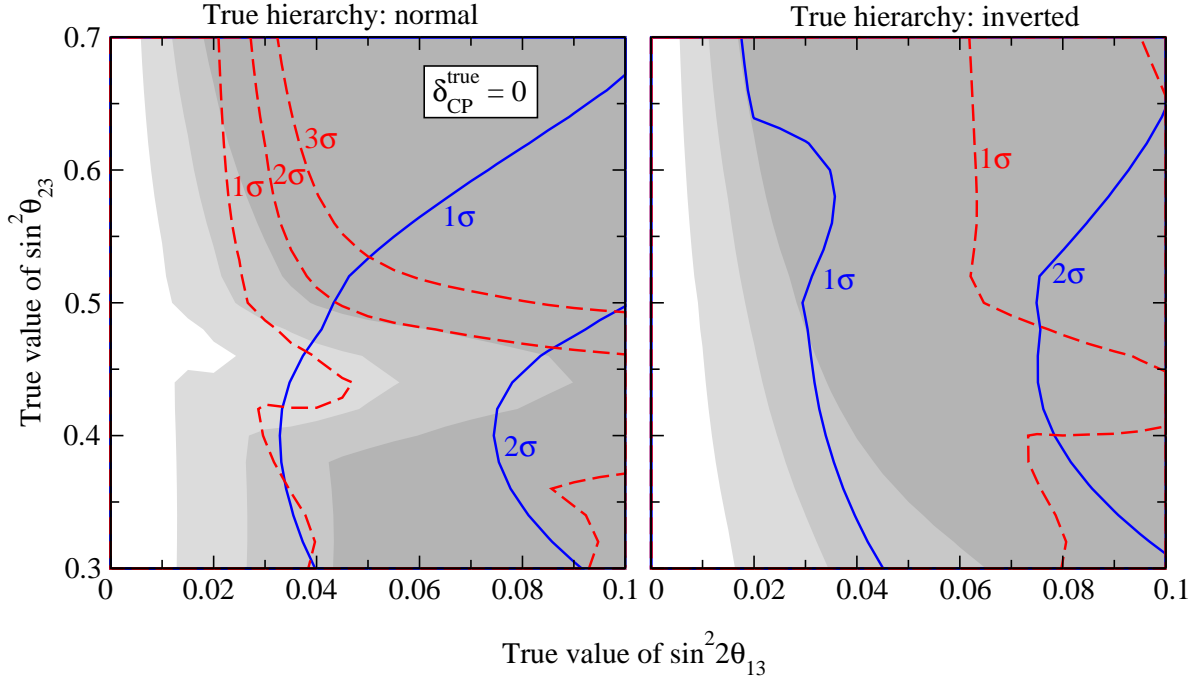 True hierarchy: normal
True hierarchy: inverted
0.7
δ_CP^true = 0
3σ
2σ
1σ
1σ
1σ
0.6
1σ
2σ
0.5
0.4
2σ
0.3
0 0.02 0.04 0.06 0.08 0.1
0.02 0.04 0.06 0.08 0.1
True value of sin²θ₂₃
True value of sin²2θ₁₃